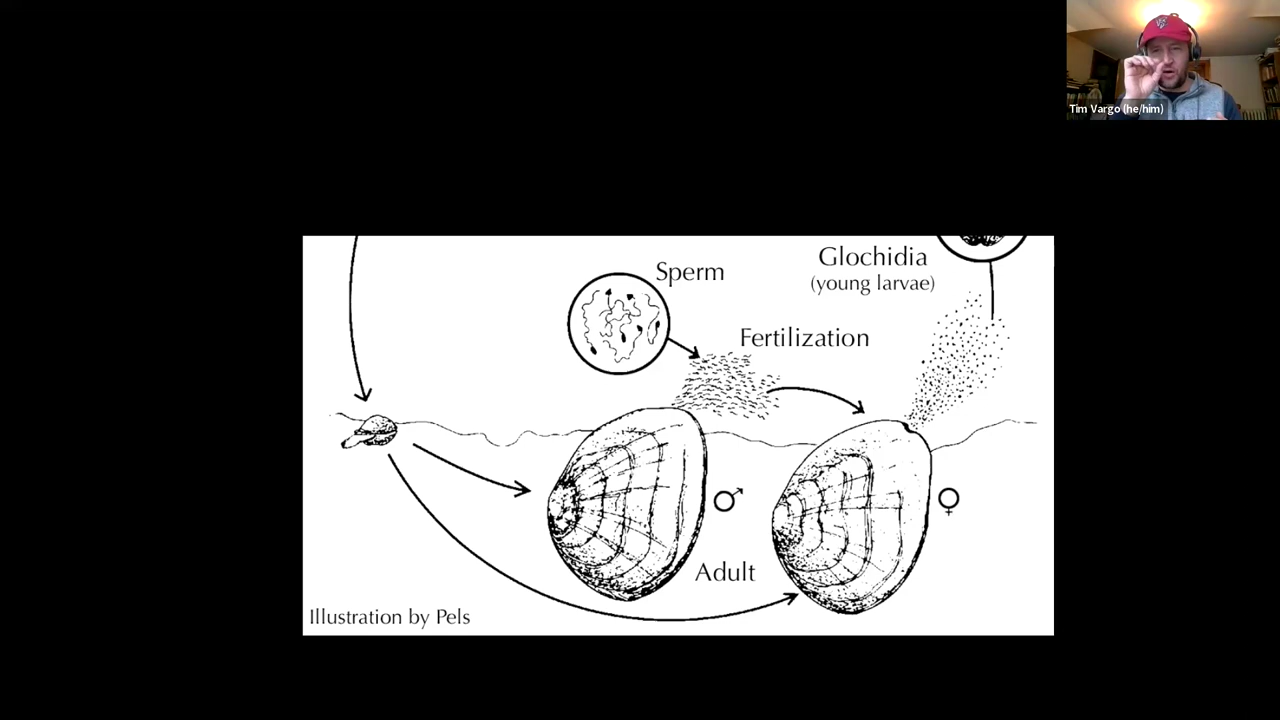 Tim Vargo (he/him)
Glochidia
(young larvae)
Sperm
Fertilization
♂
♀
Adult
Illustration by Pels